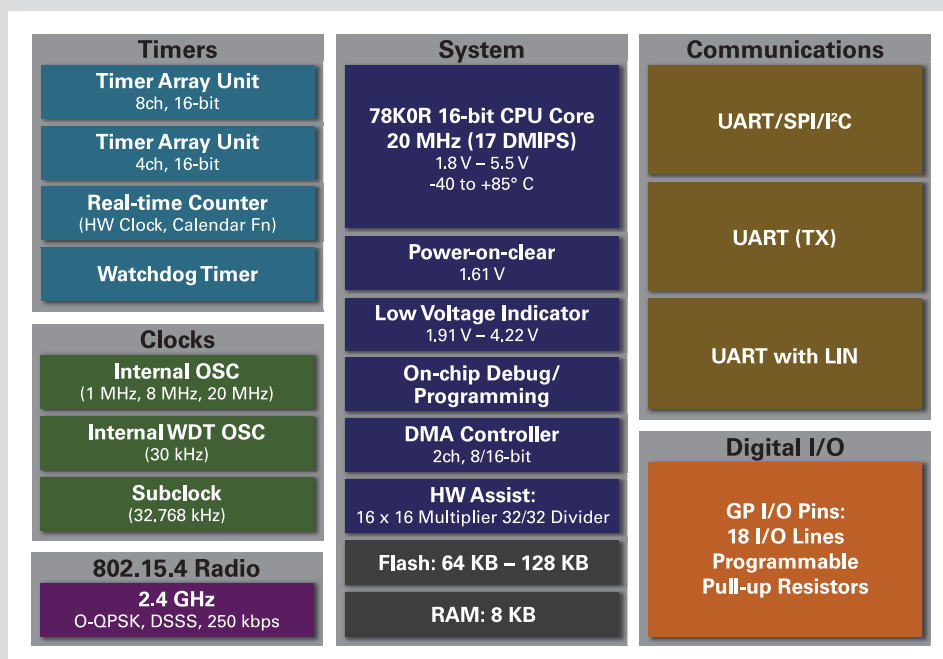 Timers
Timer Array Unit
8ch, 16-bit
Timer Array Unit
4ch, 16-bit
Real-time Counter
(HW Clock, Calendar Fn)
Watchdog Timer
Clocks
Internal OSC
(1 MHz, 8 MHz, 20 MHz)
Internal WDT OSC
(30 kHz)
Subclock
(32.768 kHz)
802.15.4 Radio
2.4 GHz
O-QPSK, DSSS, 250 kbps
System
78K0R 16-bit CPU Core
20 MHz (17 DMIPS)
1.8 V – 5.5 V
-40 to +85° C
Power-on-clear
1.61 V
Low Voltage Indicator
1.91 V – 4.22 V
On-chip Debug/
Programming
DMA Controller
2ch, 8/16-bit
HW Assist:
16 x 16 Multiplier 32/32 Divider
Flash: 64 KB – 128 KB
RAM: 8 KB
Communications
UART/SPI/I²C
UART (TX)
UART with LIN
Digital I/O
GP I/O Pins:
18 I/O Lines
Programmable
Pull-up Resistors